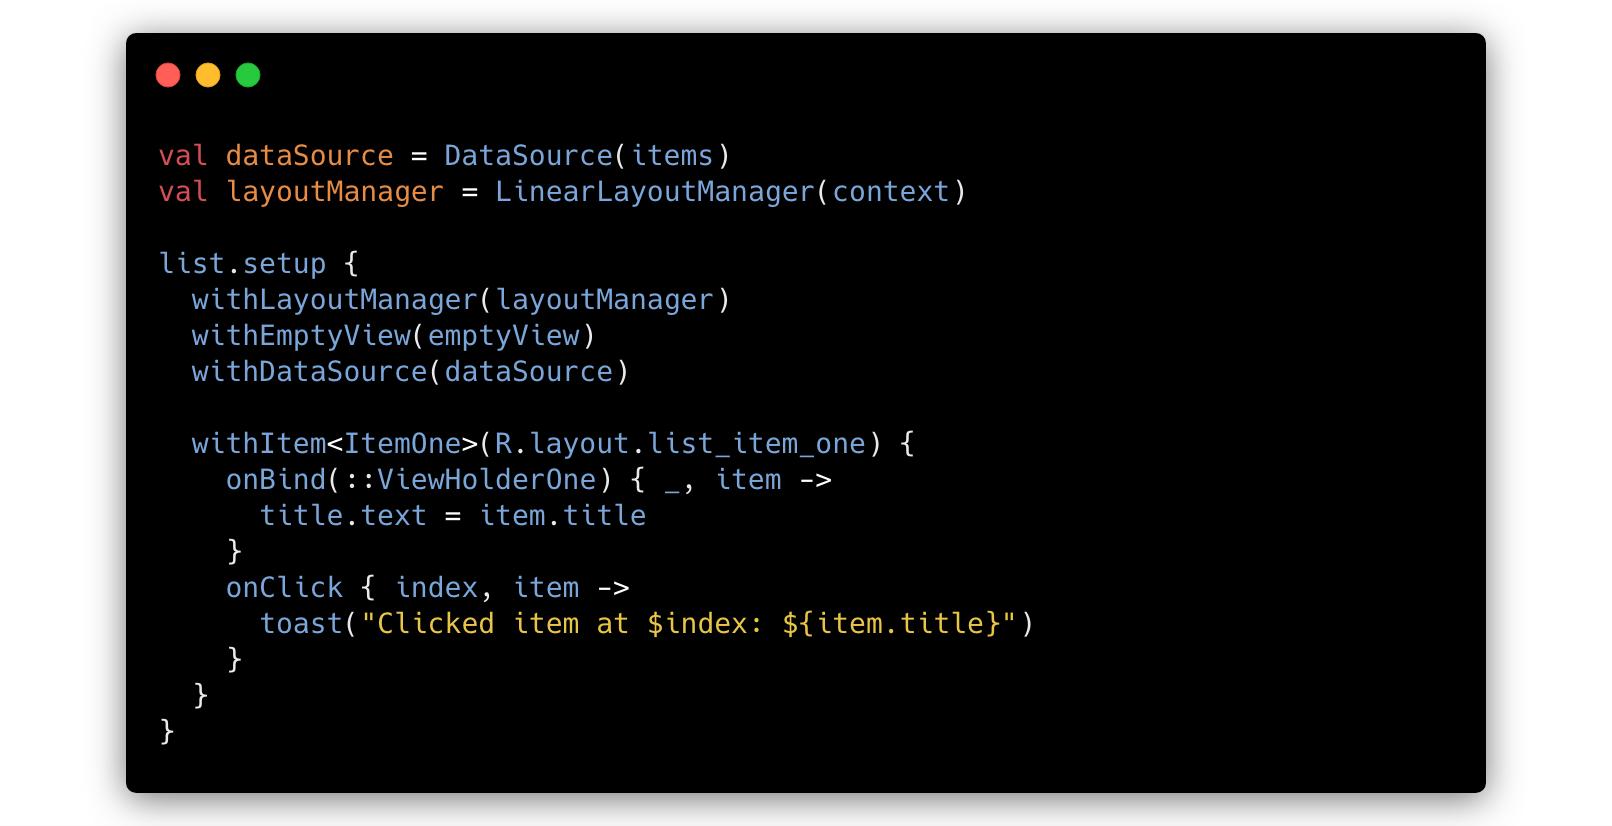 val dataSource = DataSource(items)
val layoutManager = LinearLayoutManager(context)

list.setup {
  withLayoutManager(layoutManager)
  withEmptyView(emptyView)
  withDataSource(dataSource)

  withItem<ItemOne>(R.layout.list_item_one) {
    onBind(::ViewHolderOne) { _, item ->
      title.text = item.title
    }
    onClick { index, item ->
      toast("Clicked item at $index: ${item.title}")
    }
  }
}